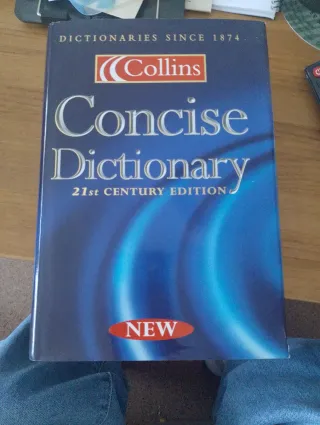 DICTIONARIES SINCE 1874
Collins
Concise
Dictionary
21st CENTURY EDITION
NEW